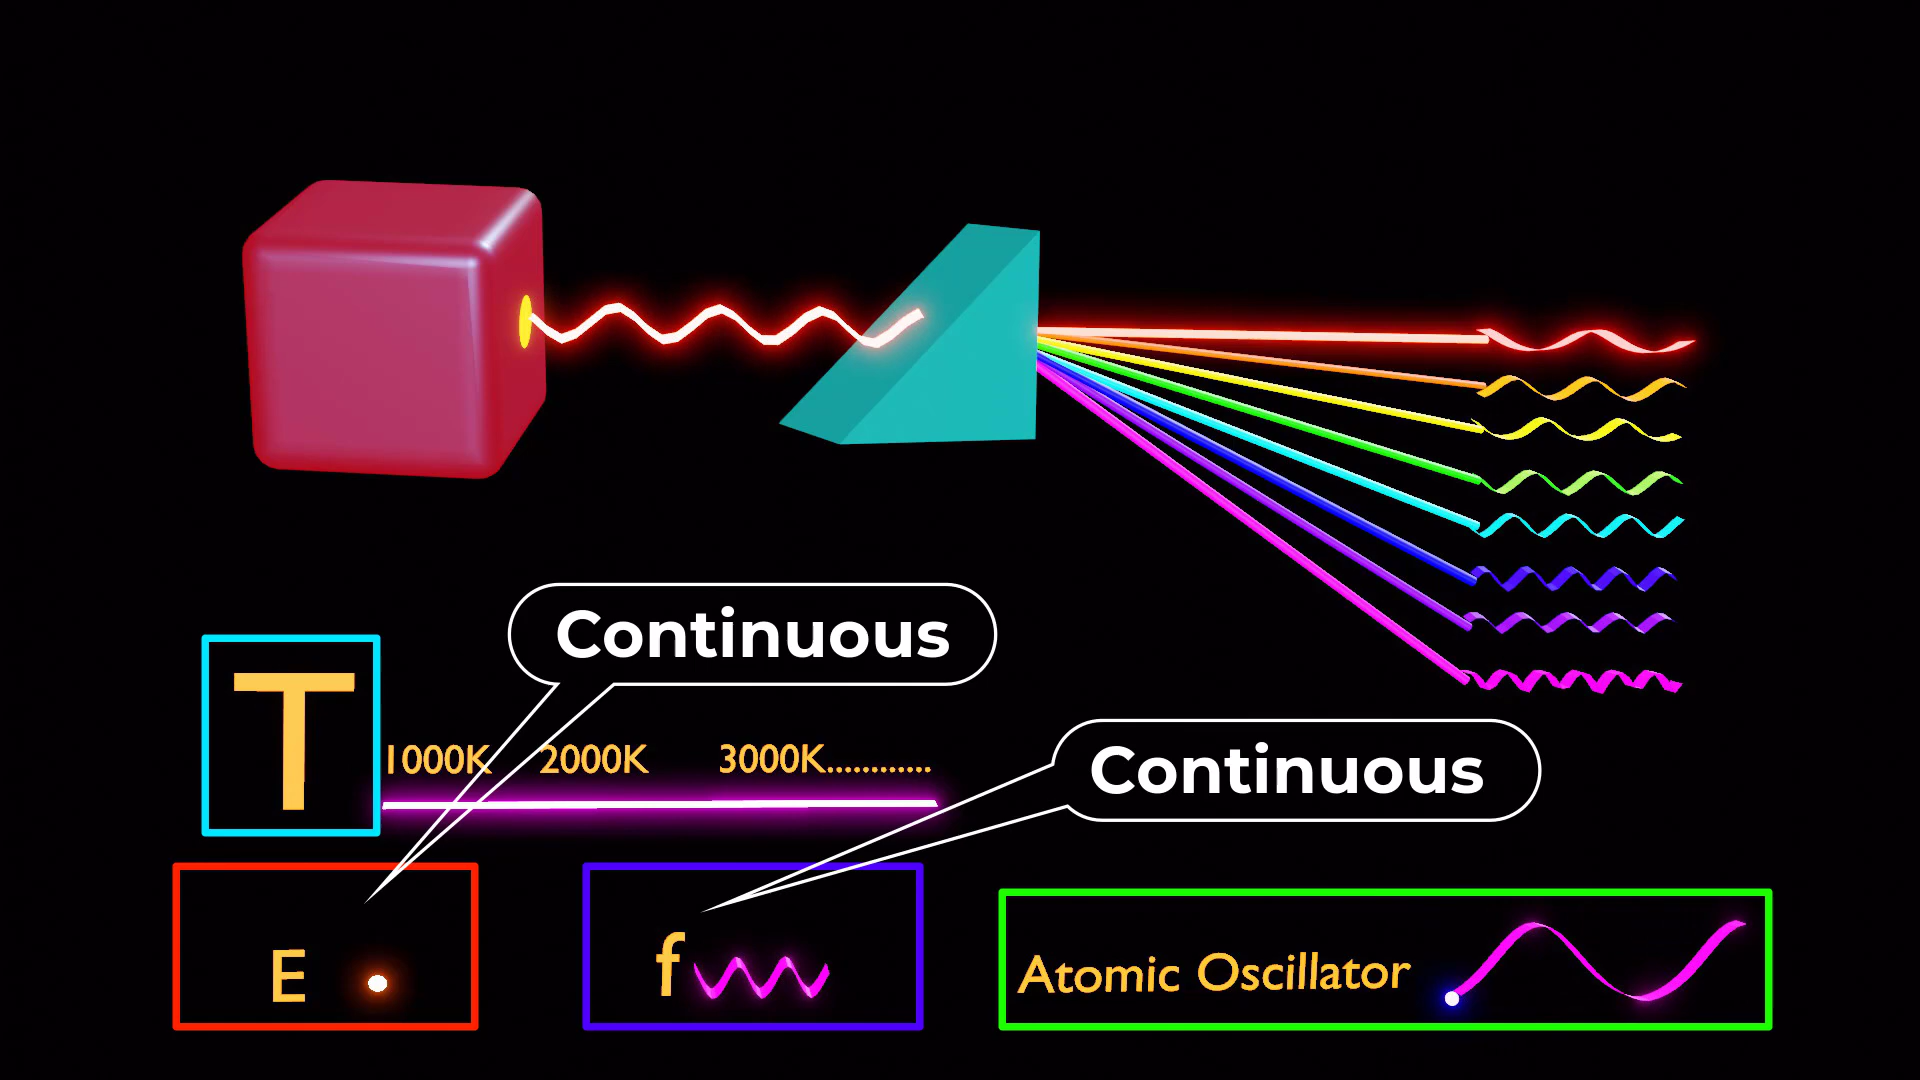 Continuous
T
1000K 2000K 3000K............
Continuous
E
f
Atomic Oscillator